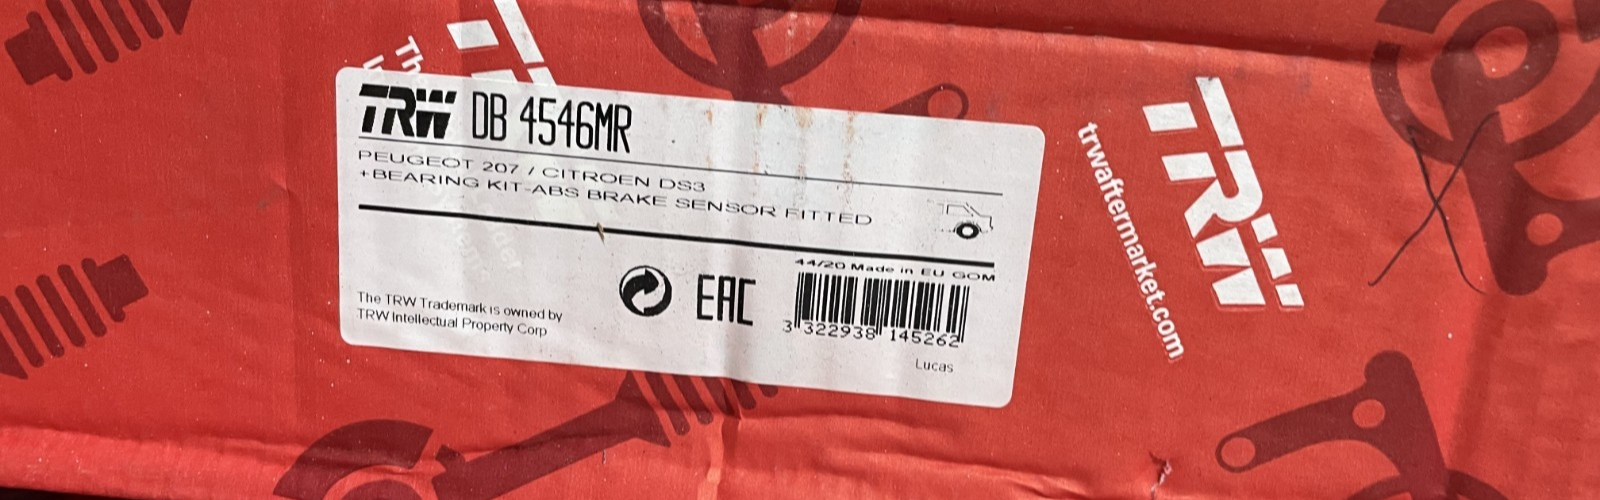 TRW DB 4546MR
PEUGEOT 207 / CITROEN DS3
+BEARING KIT-ABS BRAKE SENSOR FITTED
44/20 Made in EU GOM
EAC
The TRW Trademark is owned by
TRW Intellectual Property Corp
3 322938 145262
Lucas
TRW
trwaftermarket.com